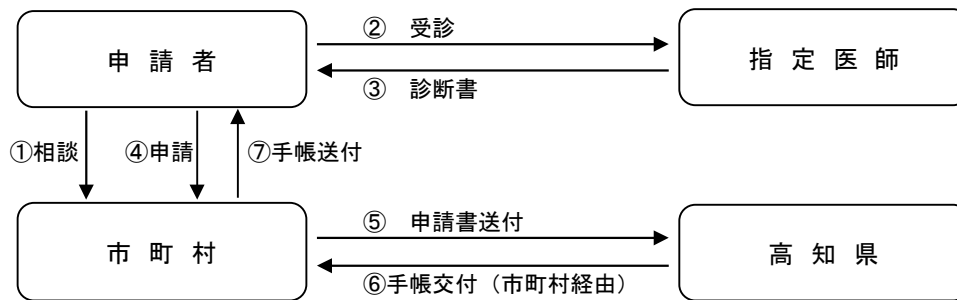 ② 受診
申請者
指定医師
③ 診断書
①相談
④申請
⑦手帳送付
⑤ 申請書送付
市町村
高知県
⑥手帳交付（市町村経由）